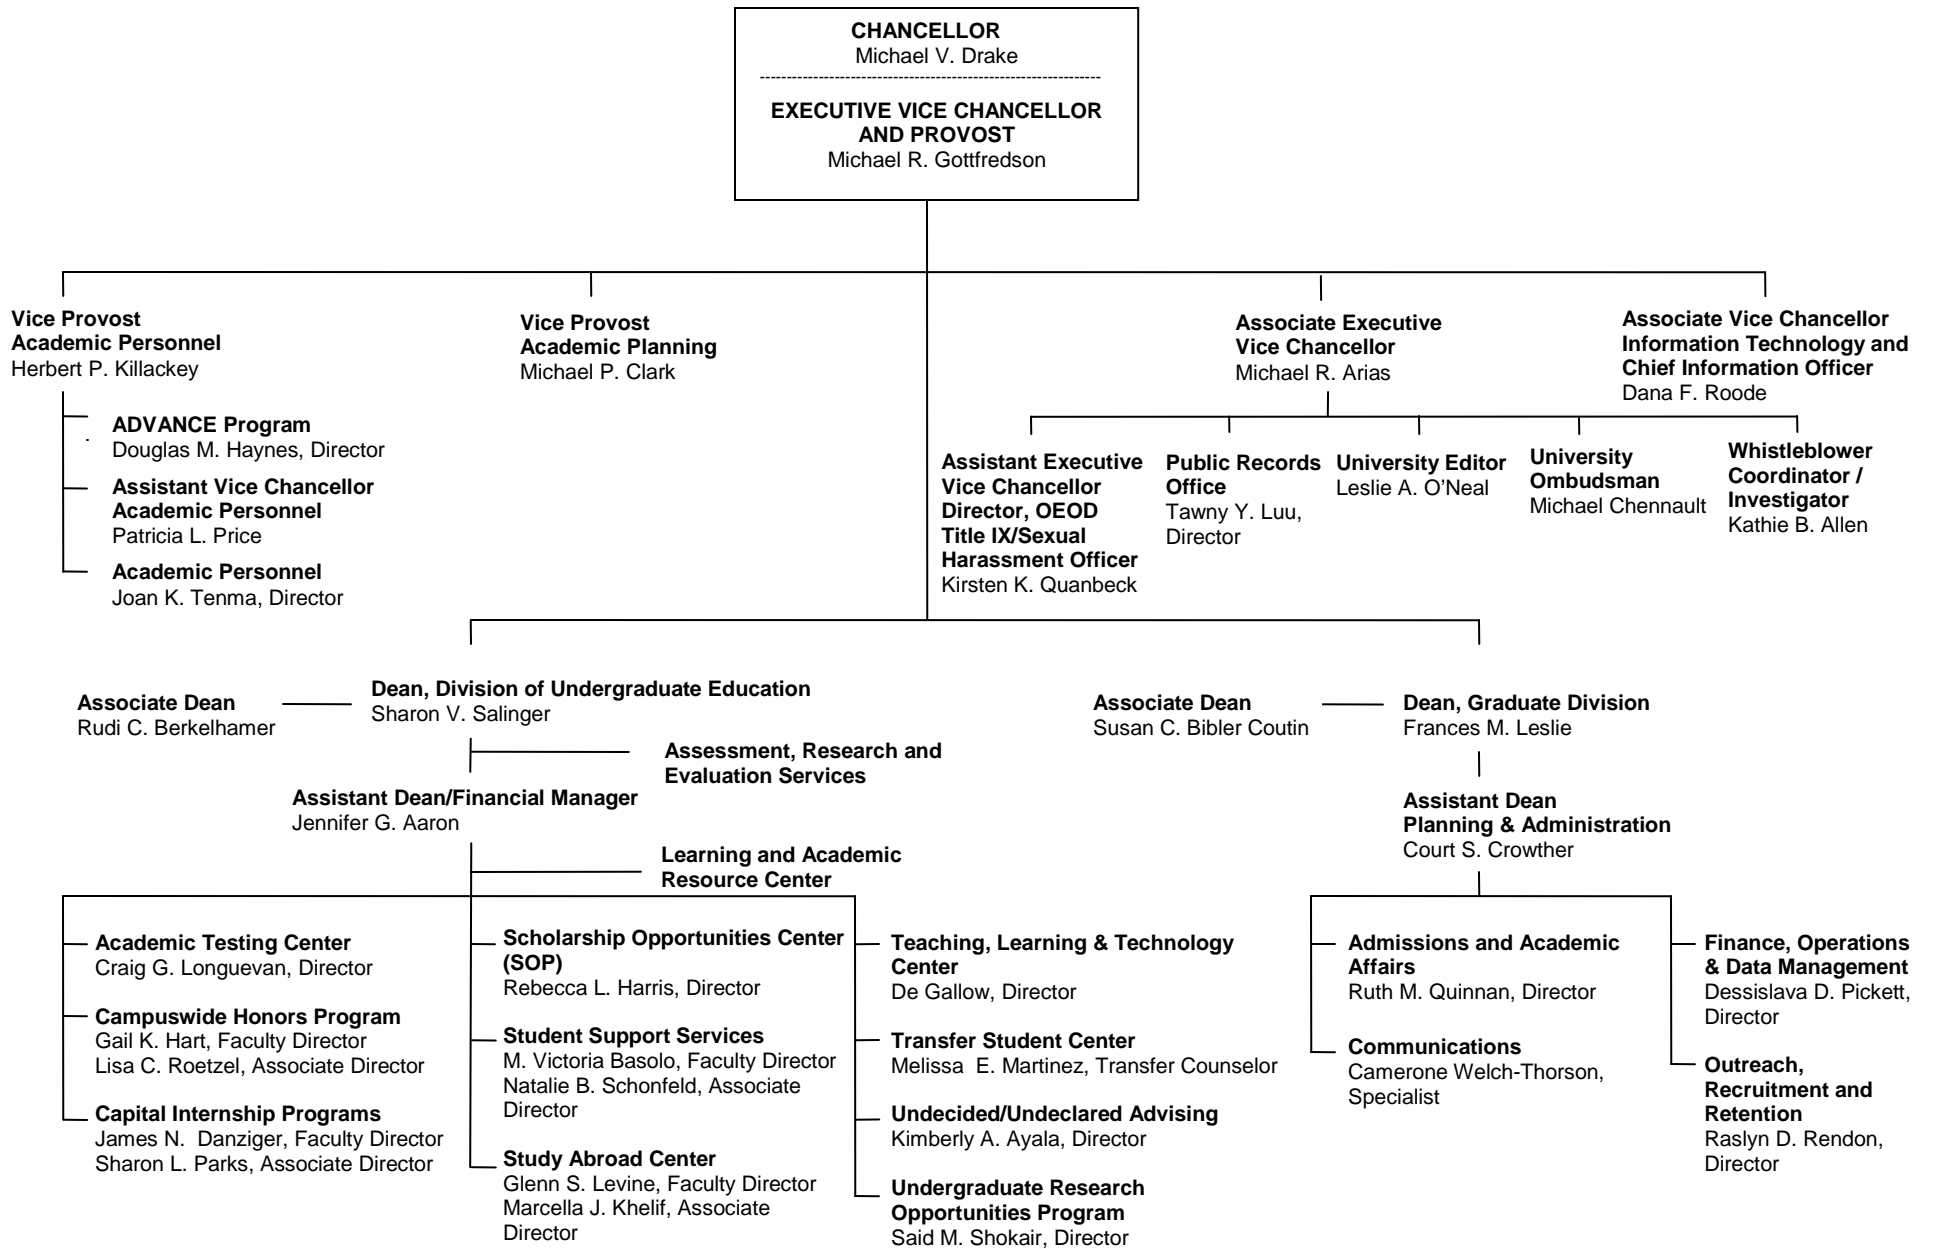 CHANCELLOR
Michael V. Drake
----------------------------------------------------------------
EXECUTIVE VICE CHANCELLOR
AND PROVOST
Michael R. Gottfredson
Vice Provost
Academic Personnel
Herbert P. Killackey
ADVANCE Program
Douglas M. Haynes, Director
Assistant Vice Chancellor
Academic Personnel
Patricia L. Price
Academic Personnel
Joan K. Tenma, Director
Vice Provost
Academic Planning
Michael P. Clark
Associate Executive
Vice Chancellor
Michael R. Arias
Assistant Executive
Vice Chancellor
Director, OEOD
Title IX/Sexual
Harassment Officer
Kirsten K. Quanbeck
Public Records
Office
Tawny Y. Luu,
Director
University Editor
Leslie A. O’Neal
University
Ombudsman
Michael Chennault
Whistleblower
Coordinator /
Investigator
Kathie B. Allen
Associate Vice Chancellor
Information Technology and
Chief Information Officer
Dana F. Roode
Associate Dean
Rudi C. Berkelhamer
Dean, Division of Undergraduate Education
Sharon V. Salinger
Assessment, Research and
Evaluation Services
Assistant Dean/Financial Manager
Jennifer G. Aaron
Learning and Academic
Resource Center
Academic Testing Center
Craig G. Longuevan, Director
Campuswide Honors Program
Gail K. Hart, Faculty Director
Lisa C. Roetzel, Associate Director
Capital Internship Programs
James N. Danziger, Faculty Director
Sharon L. Parks, Associate Director
Scholarship Opportunities Center
(SOP)
Rebecca L. Harris, Director
Student Support Services
M. Victoria Basolo, Faculty Director
Natalie B. Schonfeld, Associate
Director
Study Abroad Center
Glenn S. Levine, Faculty Director
Marcella J. Khelif, Associate
Director
Teaching, Learning & Technology
Center
De Gallow, Director
Transfer Student Center
Melissa E. Martinez, Transfer Counselor
Undecided/Undeclared Advising
Kimberly A. Ayala, Director
Undergraduate Research
Opportunities Program
Said M. Shokair, Director
Associate Dean
Susan C. Bibler Coutin
Dean, Graduate Division
Frances M. Leslie
Assistant Dean
Planning & Administration
Court S. Crowther
Admissions and Academic
Affairs
Ruth M. Quinnan, Director
Communications
Camerone Welch-Thorson,
Specialist
Finance, Operations
& Data Management
Dessislava D. Pickett,
Director
Outreach,
Recruitment and
Retention
Raslyn D. Rendon,
Director